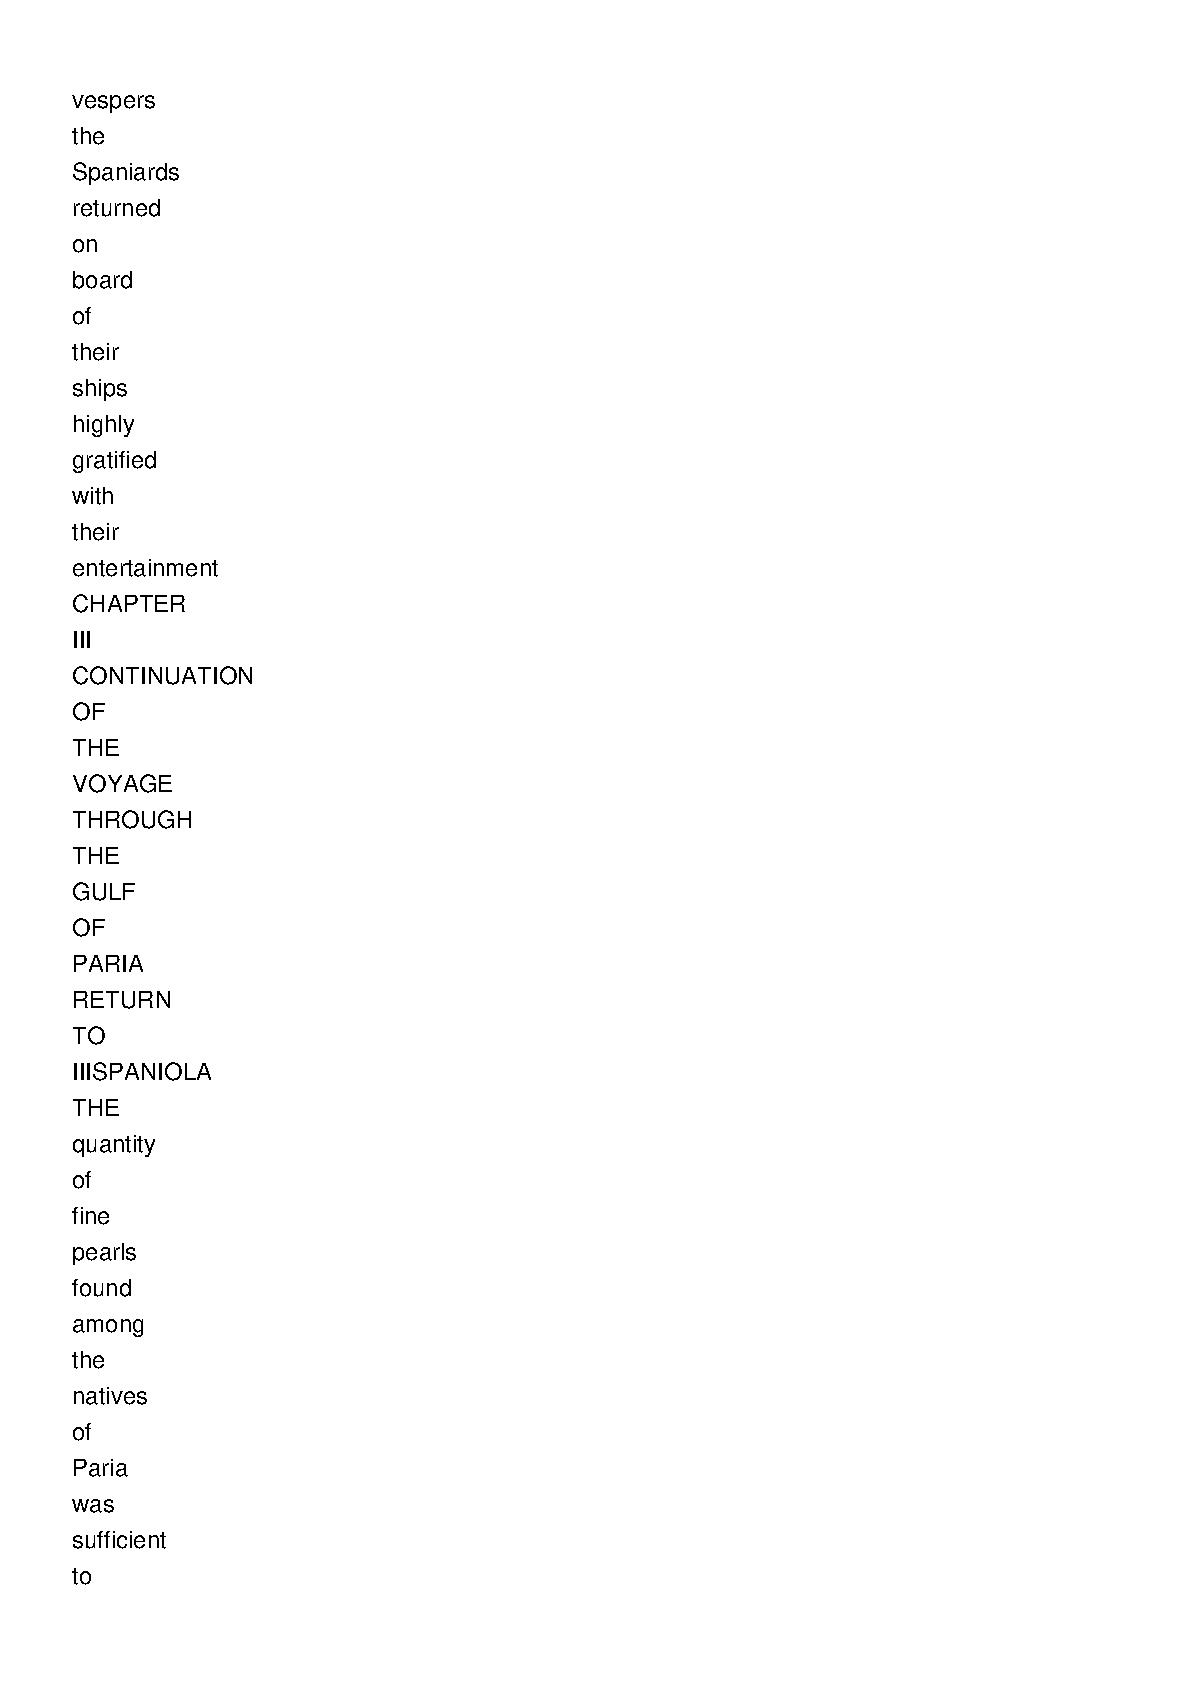 vespers
the
Spaniards
returned
on
board
of
their
ships
highly
gratified
with
their
entertainment
CHAPTER
III
CONTINUATION
OF
THE
VOYAGE
THROUGH
THE
GULF
OF
PARIA
RETURN
TO
IIISPANIOLA
THE
quantity
of
fine
pearls
found
among
the
natives
of
Paria
was
sufficient
to